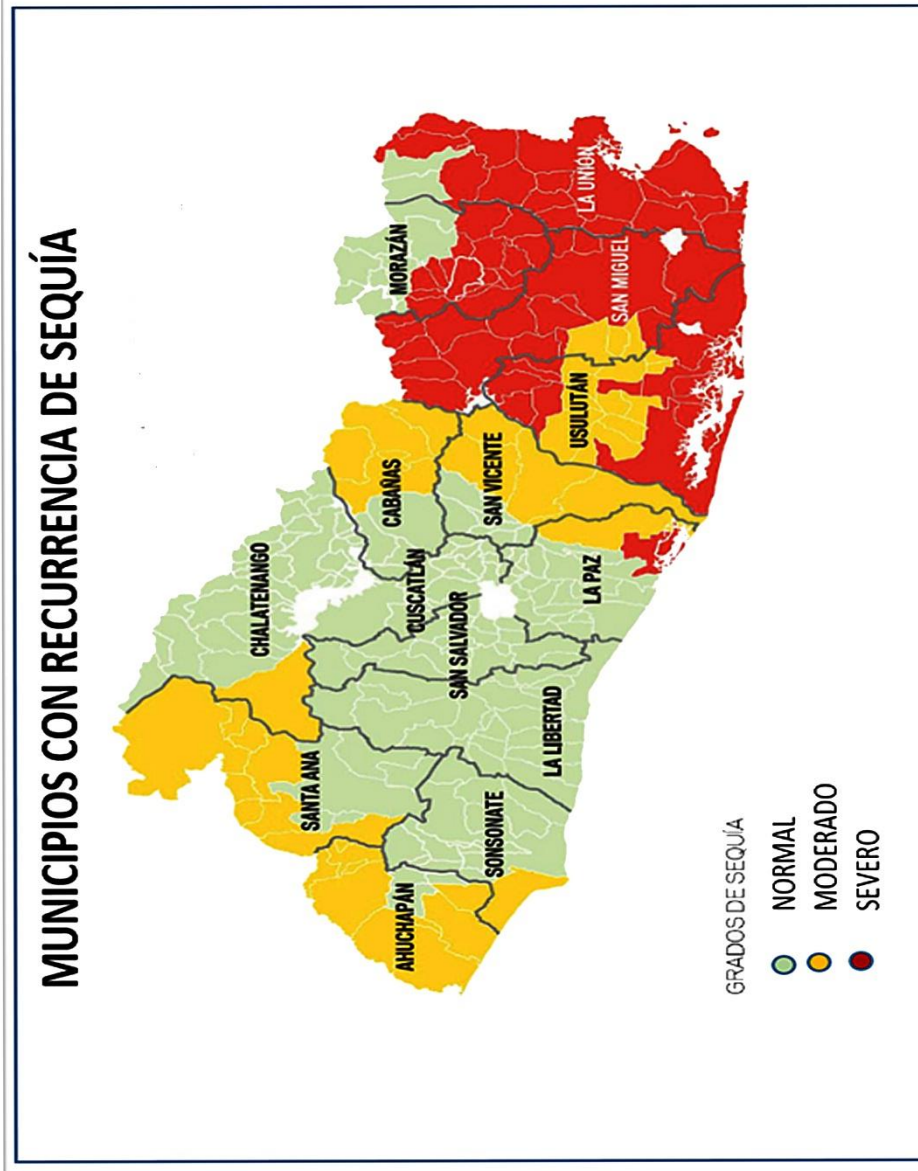 MUNICIPIOS CON RECURRENCIA DE SEQUÍA
CHALATENANGO
SANTA ANA
AHUCHAPÁN
SONSONATE
LA LIBERTAD
SAN SALVADOR
CUSCATLÁN
CABAÑAS
LA PAZ
SAN VICENTE
USULUTÁN
MORAZÁN
SAN MIGUEL
LA UNIÓN
GRADOS DE SEQUÍA
NORMAL
MODERADO
SEVERO